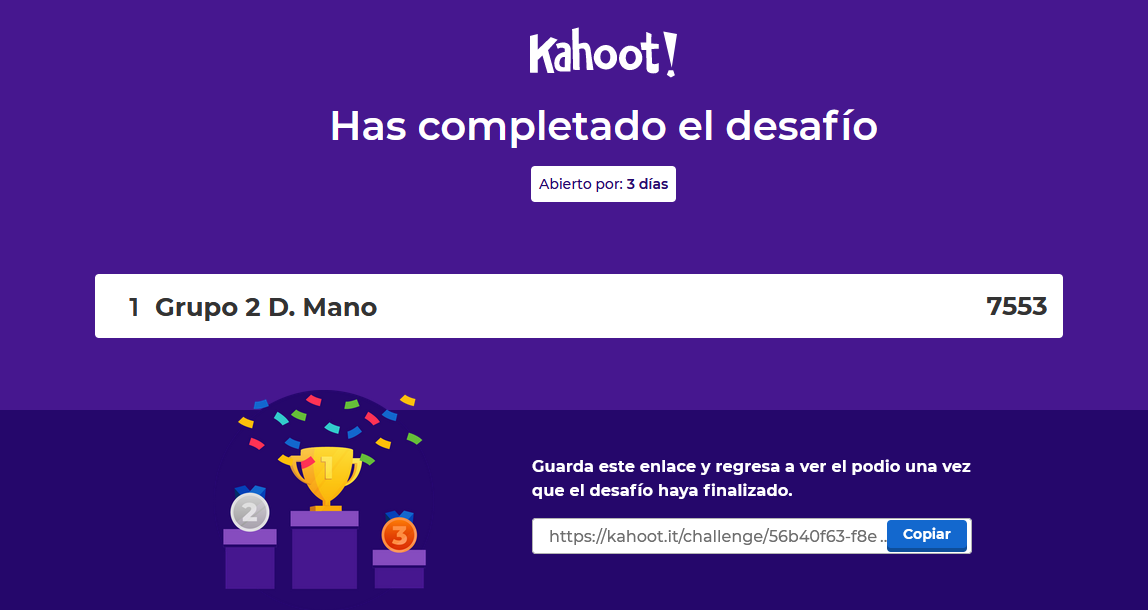 Kahoot!
Has completado el desafío
Abierto por: 3 días
1 Grupo 2 D. Mano 7553
1
2
3
Guarda este enlace y regresa a ver el podio una vez
que el desafío haya finalizado.
https://kahoot.it/challenge/56b40f63-f8e .. Copiar